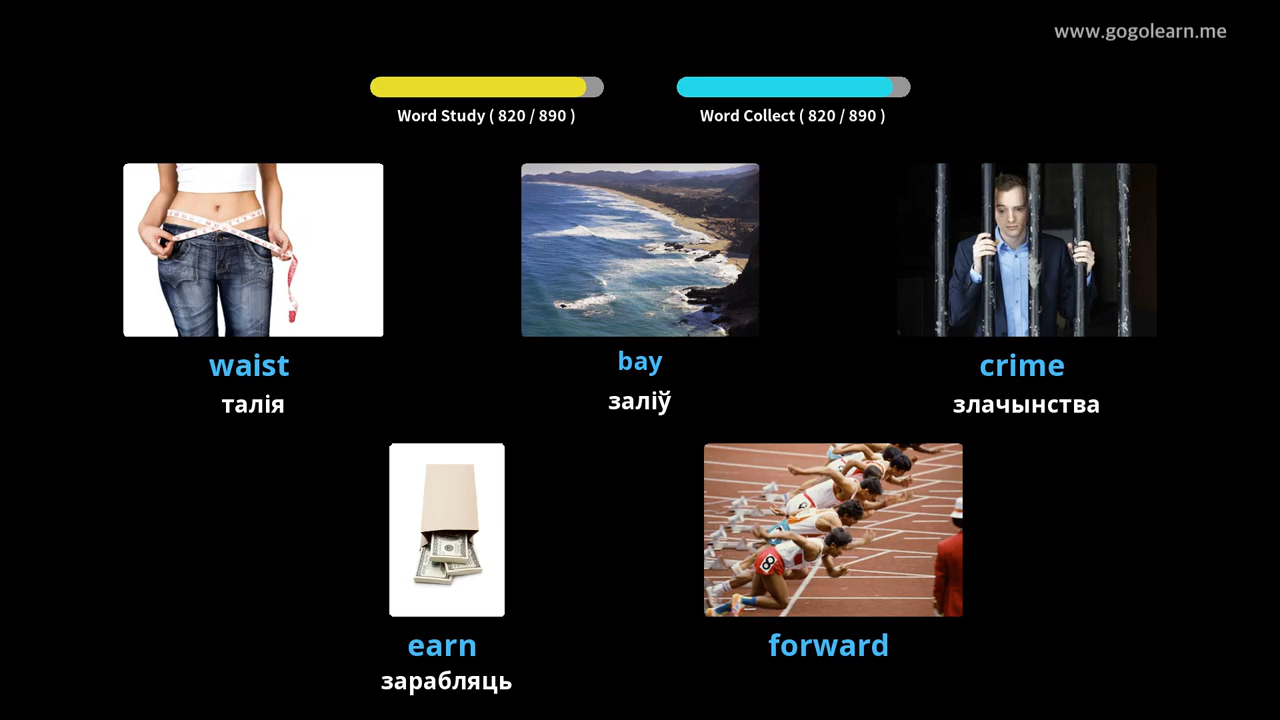 www.gogolearn.me
Word Study ( 820 / 890 )
Word Collect ( 820 / 890 )
waist
талія
bay
заліў
crime
злачынства
earn
зарабляць
forward